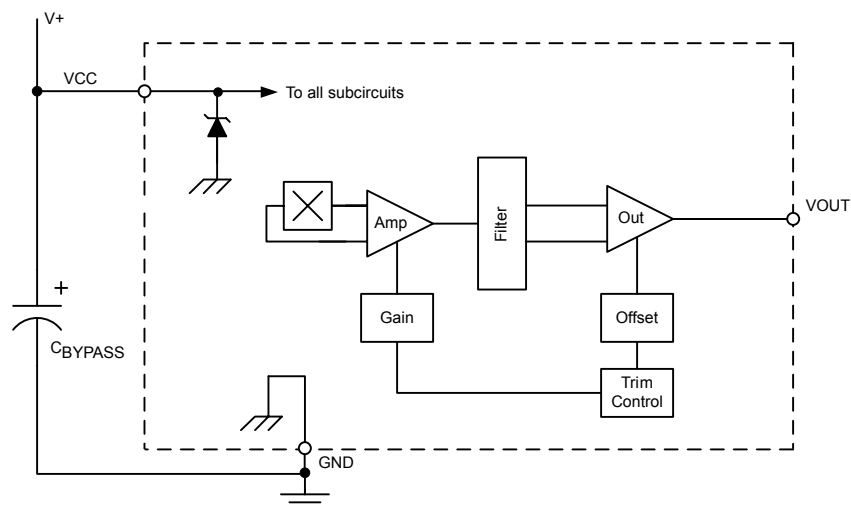 V+
VCC
To all subcircuits
Amp
Filter
Out
VOUT
Gain
Offset
+
CBYPASS
Trim
Control
GND